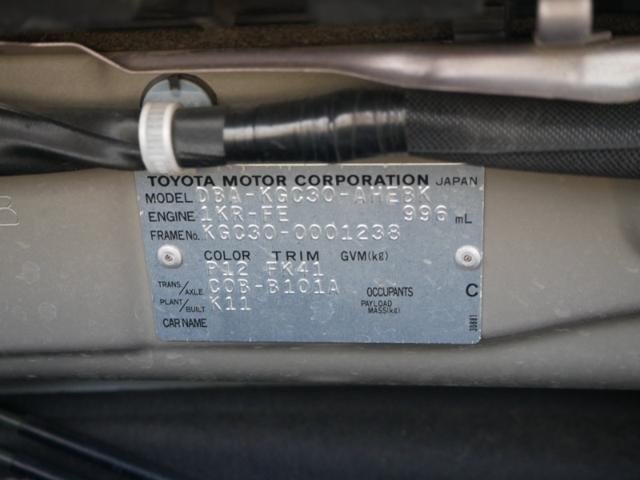 TOYOTA MOTOR CORPORATION JAPAN
MODEL DBA-KGC30-AHEBK
ENGINE 1KR-FE 996 mL
FRAME No. KGC30-0001238
COLOR TRIM GVM(kg)
P12 FK41
TRANS/AXLE C0B-B101A OCCUPANTS C
PLANT/BUILT K11 PAYLOAD MASS(kg)
CAR NAME